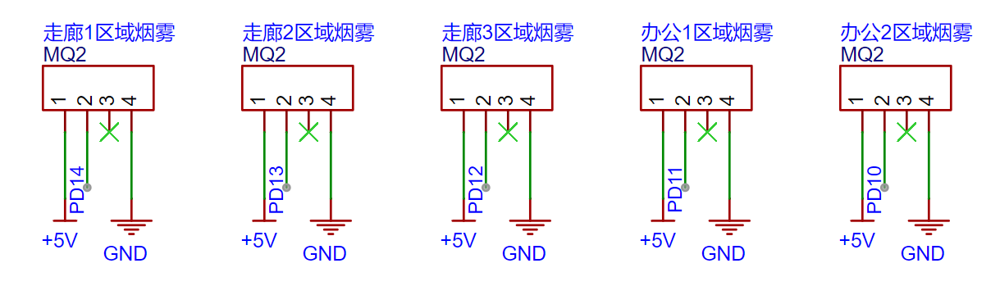 走廊1区域烟雾
MQ2
1 2 3 4
PD14
+5V
GND
走廊2区域烟雾
MQ2
1 2 3 4
PD13
+5V
GND
走廊3区域烟雾
MQ2
1 2 3 4
PD12
+5V
GND
办公1区域烟雾
MQ2
1 2 3 4
PD11
+5V
GND
办公2区域烟雾
MQ2
1 2 3 4
PD10
+5V
GND